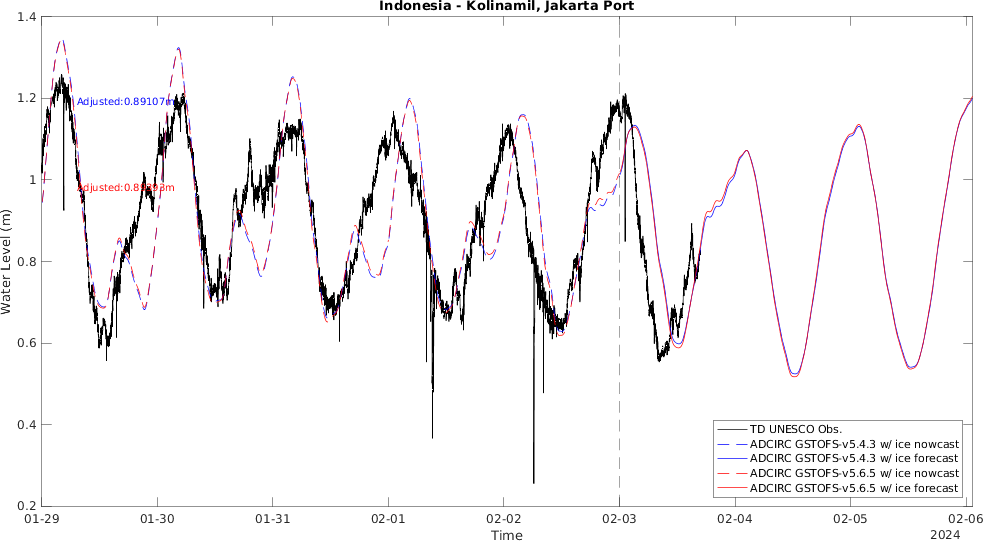 Indonesia - Kolinamil, Jakarta Port
1.4
1.2
1
0.8
0.6
0.4
0.2
Water Level (m)
Adjusted:0.89107m
Adjusted:0.89393m
TD UNESCO Obs.
ADCIRC GSTOFS-v5.4.3 w/ ice nowcast
ADCIRC GSTOFS-v5.4.3 w/ ice forecast
ADCIRC GSTOFS-v5.6.5 w/ ice nowcast
ADCIRC GSTOFS-v5.6.5 w/ ice forecast
01-29 01-30 01-31 02-01 02-02 02-03 02-04 02-05 02-06
Time
2024